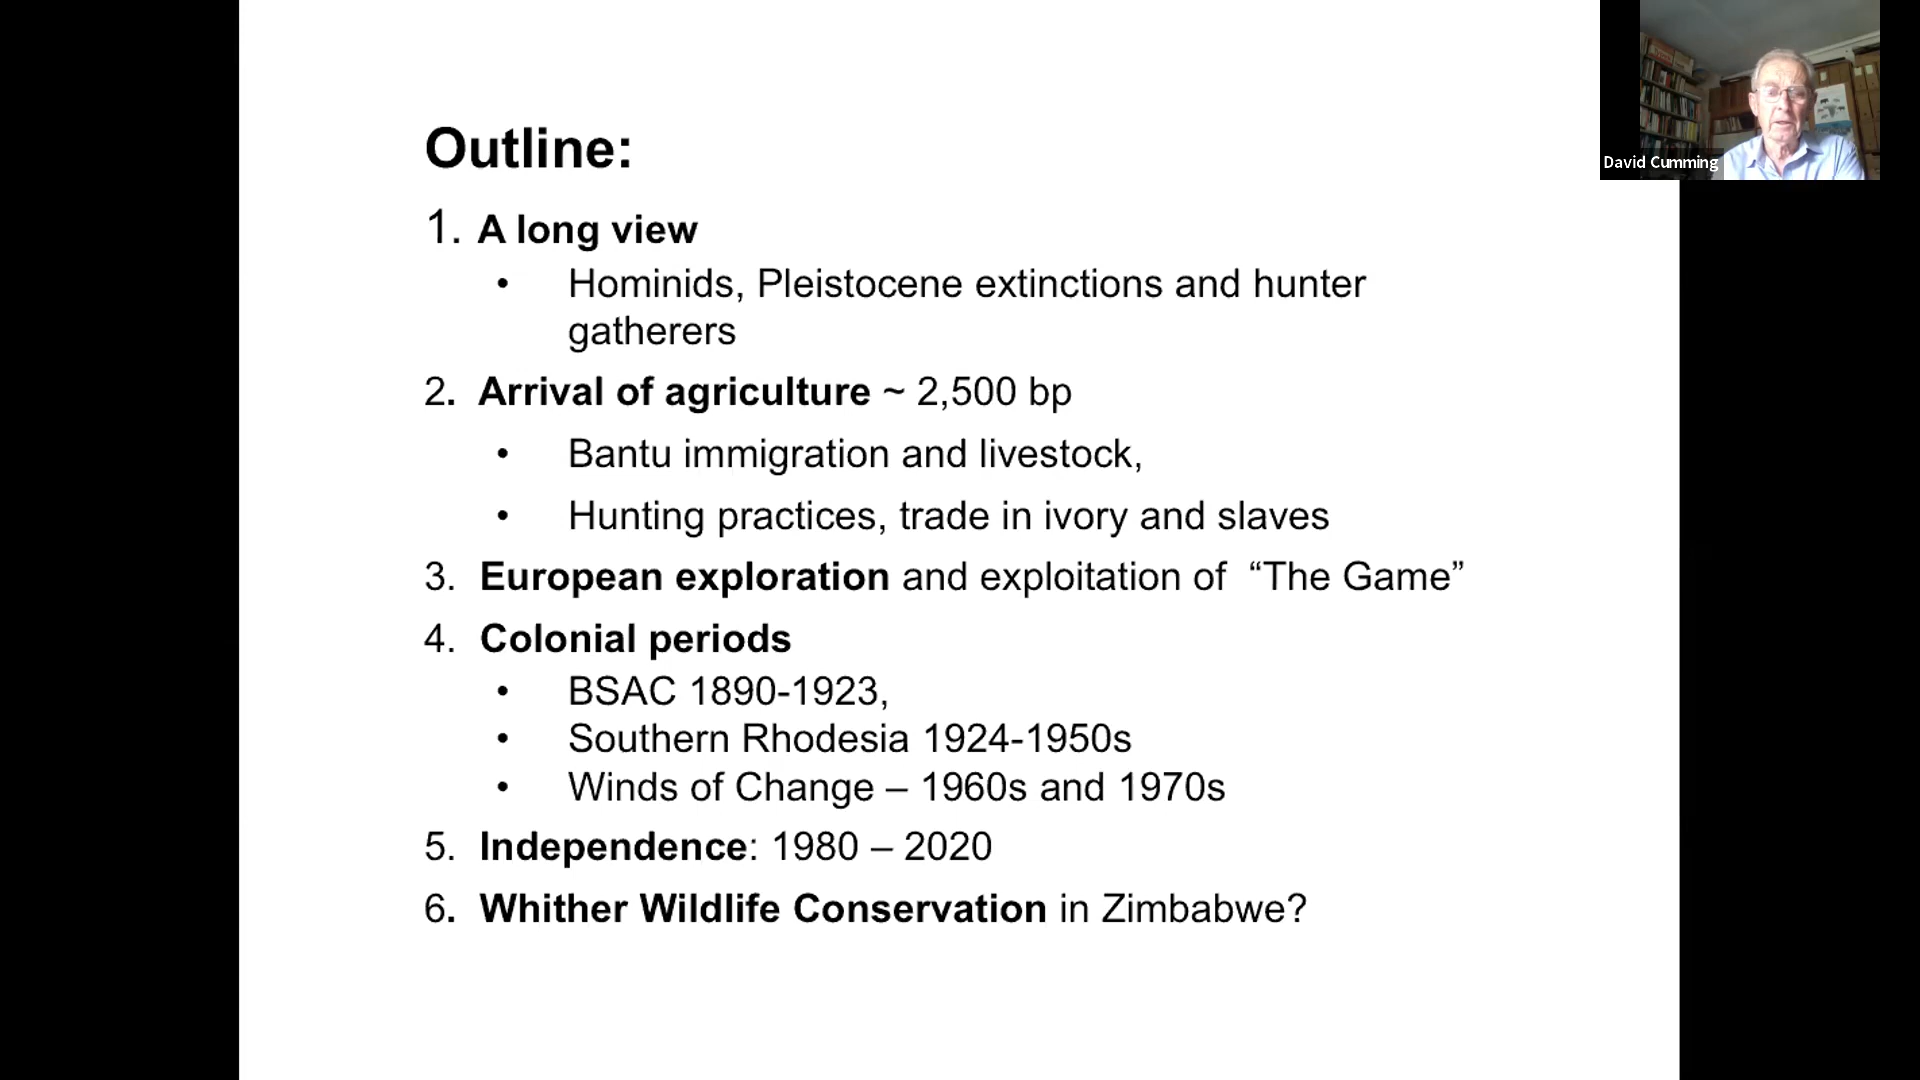 Outline:
1. A long view
• Hominids, Pleistocene extinctions and hunter
gatherers
2. Arrival of agriculture ~ 2,500 bp
• Bantu immigration and livestock,
• Hunting practices, trade in ivory and slaves
3. European exploration and exploitation of “The Game”
4. Colonial periods
• BSAC 1890-1923,
• Southern Rhodesia 1924-1950s
• Winds of Change – 1960s and 1970s
5. Independence: 1980 – 2020
6. Whither Wildlife Conservation in Zimbabwe?
David Cumming